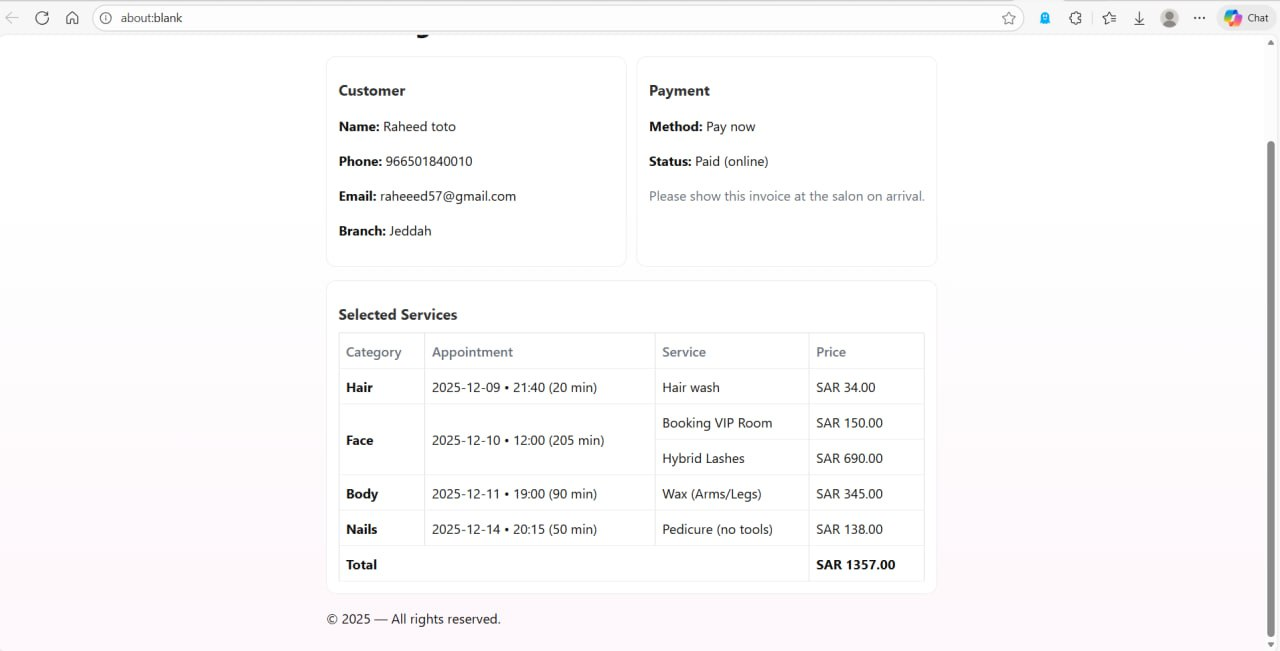 about:blank
Chat
Customer
Name: Raheed toto
Phone: 966501840010
Email: raheeed57@gmail.com
Branch: Jeddah
Payment
Method: Pay now
Status: Paid (online)
Please show this invoice at the salon on arrival.
Selected Services
Category Appointment Service Price
Hair 2025-12-09 • 21:40 (20 min) Hair wash SAR 34.00
Face 2025-12-10 • 12:00 (205 min) Booking VIP Room SAR 150.00
Hybrid Lashes SAR 690.00
Body 2025-12-11 • 19:00 (90 min) Wax (Arms/Legs) SAR 345.00
Nails 2025-12-14 • 20:15 (50 min) Pedicure (no tools) SAR 138.00
Total SAR 1357.00
© 2025 — All rights reserved.